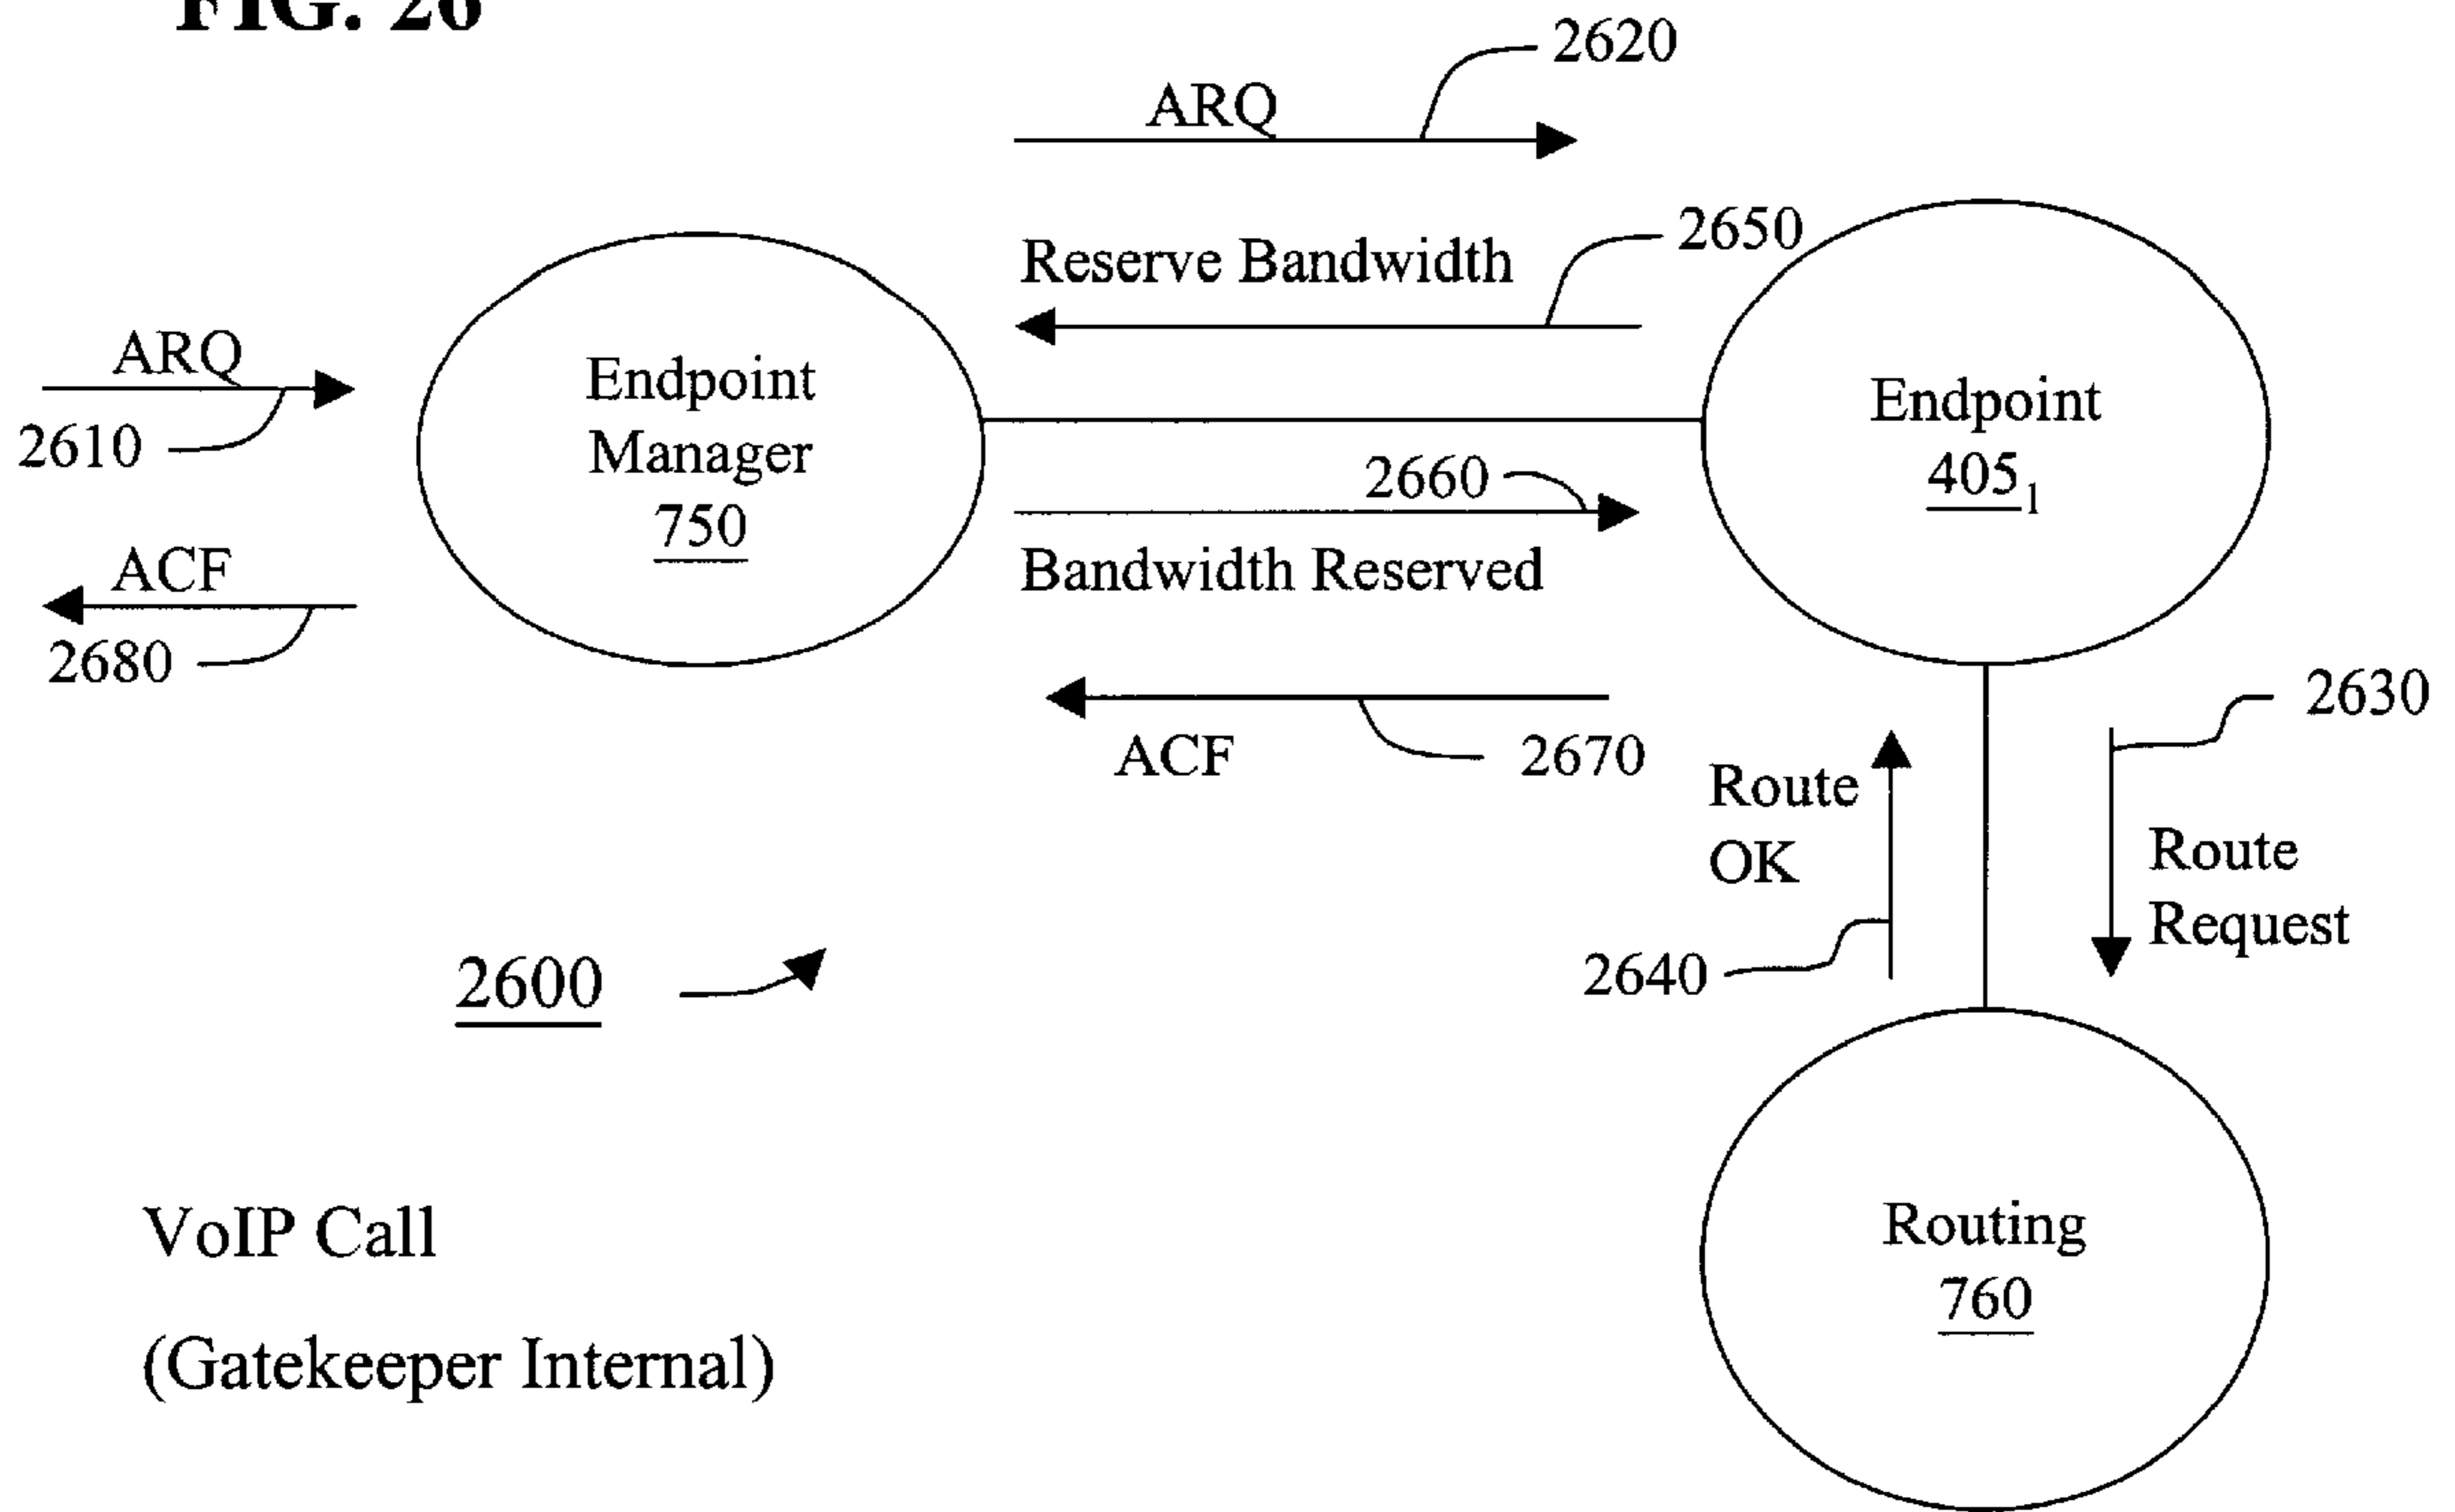 FIG. 26
2620
ARQ
2650
Reserve Bandwidth
ARQ
2610
Endpoint
Manager
750
Endpoint
405₁
2660
Bandwidth Reserved
ACF
2680
2630
ACF
2670
Route
OK
Route
Request
2640
2600
VoIP Call
(Gatekeeper Internal)
Routing
760